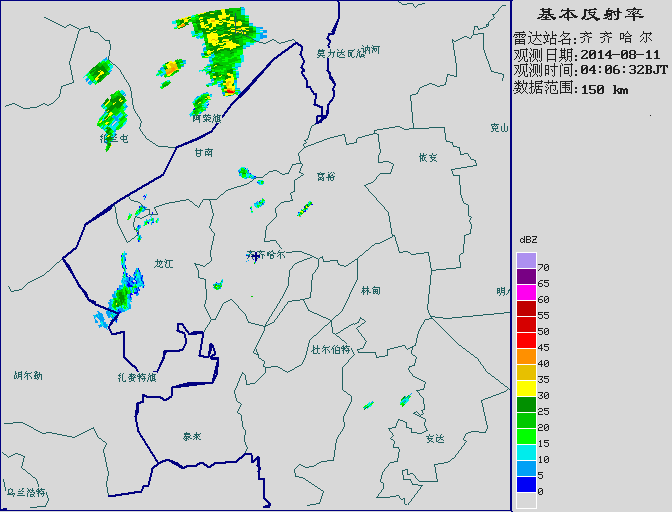 基本反射率
雷达站名:齐 齐 哈 尔
观测日期:2014-08-11
观测时间:04:06:32BJT
数据范围:150 km
莫力达瓦旗
讷河
阿荣旗
扎兰屯
甘南
克山
依安
富裕
齐齐哈尔
龙江
林甸
明水
杜尔伯特
胡尔勒
扎赉特旗
泰来
安达
乌兰浩特
dBZ
70
65
60
55
50
45
40
35
30
25
20
15
10
5
0